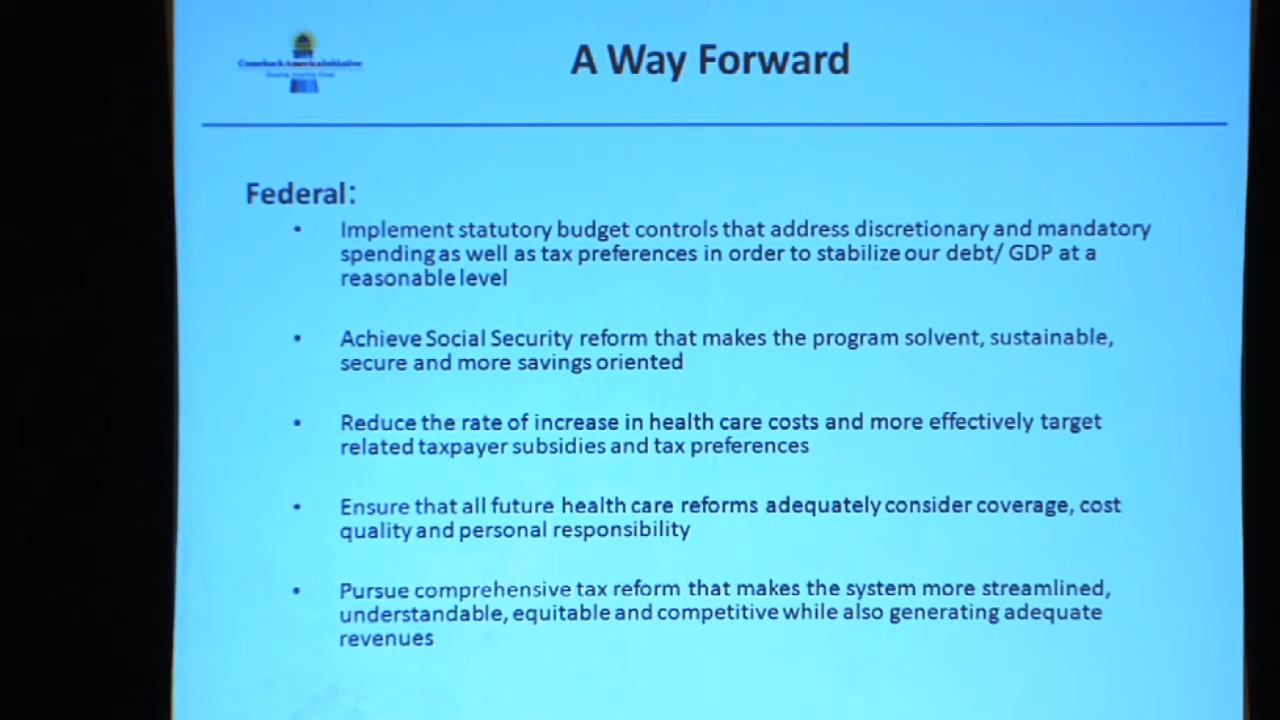 ComebackAmericaInitiative
A Way Forward
Federal:
• Implement statutory budget controls that address discretionary and mandatory
spending as well as tax preferences in order to stabilize our debt/ GDP at a
reasonable level
• Achieve Social Security reform that makes the program solvent, sustainable,
secure and more savings oriented
• Reduce the rate of increase in health care costs and more effectively target
related taxpayer subsidies and tax preferences
• Ensure that all future health care reforms adequately consider coverage, cost
quality and personal responsibility
• Pursue comprehensive tax reform that makes the system more streamlined,
understandable, equitable and competitive while also generating adequate
revenues